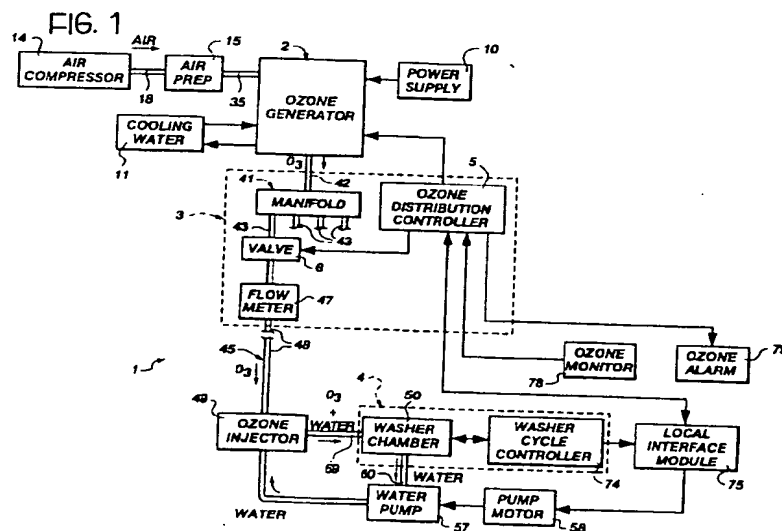 FIG. 1
14
AIR COMPRESSOR
AIR
18
15
AIR PREP
35
2
OZONE GENERATOR
10
POWER SUPPLY
COOLING WATER
11
O3
42
41
MANIFOLD
43
43
3
VALVE
6
FLOW METER
47
5
OZONE DISTRIBUTION CONTROLLER
48
45
O3
1
49
OZONE INJECTOR
O3 + WATER
69
4
50
WASHER CHAMBER
WASHER CYCLE CONTROLLER
74
OZONE MONITOR
78
OZONE ALARM
LOCAL INTERFACE MODULE
75
60
WATER
WATER PUMP
57
PUMP MOTOR
58
WATER